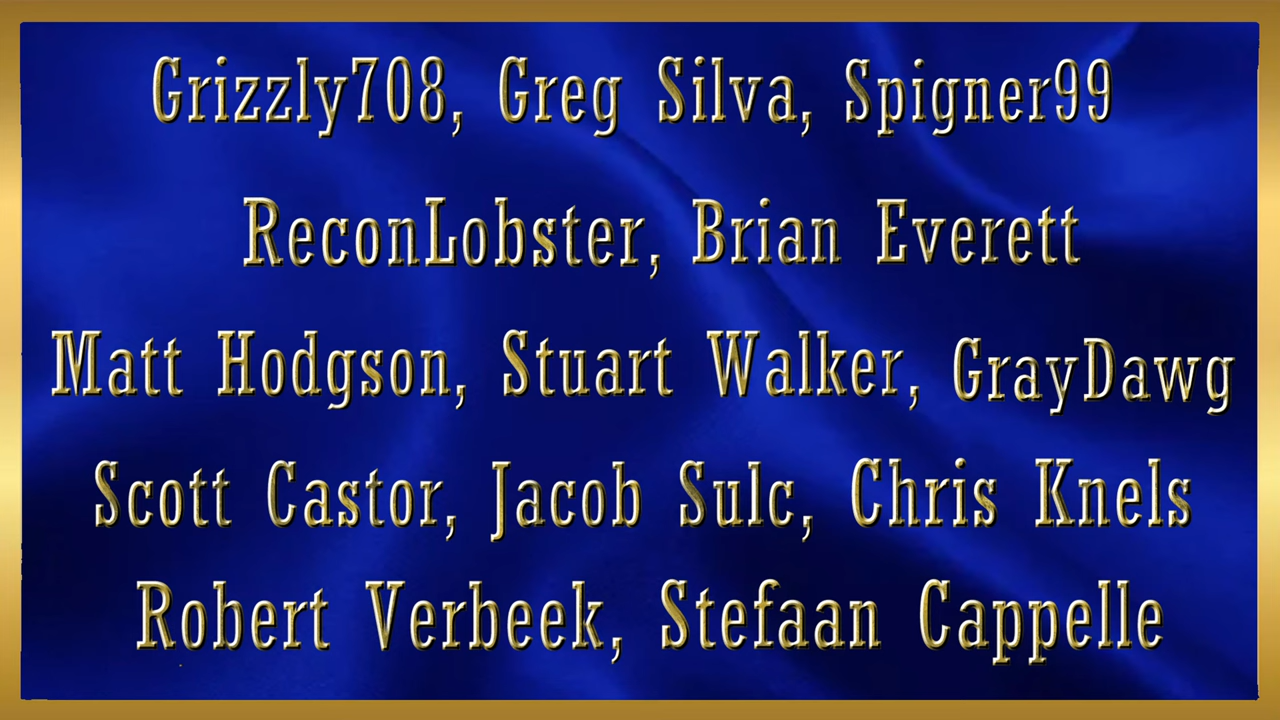 Grizzly708, Greg Silva, Spigner99
ReconLobster, Brian Everett
Matt Hodgson, Stuart Walker, GrayDawg
Scott Castor, Jacob Sulc, Chris Knels
Robert Verbeek, Stefaan Cappelle